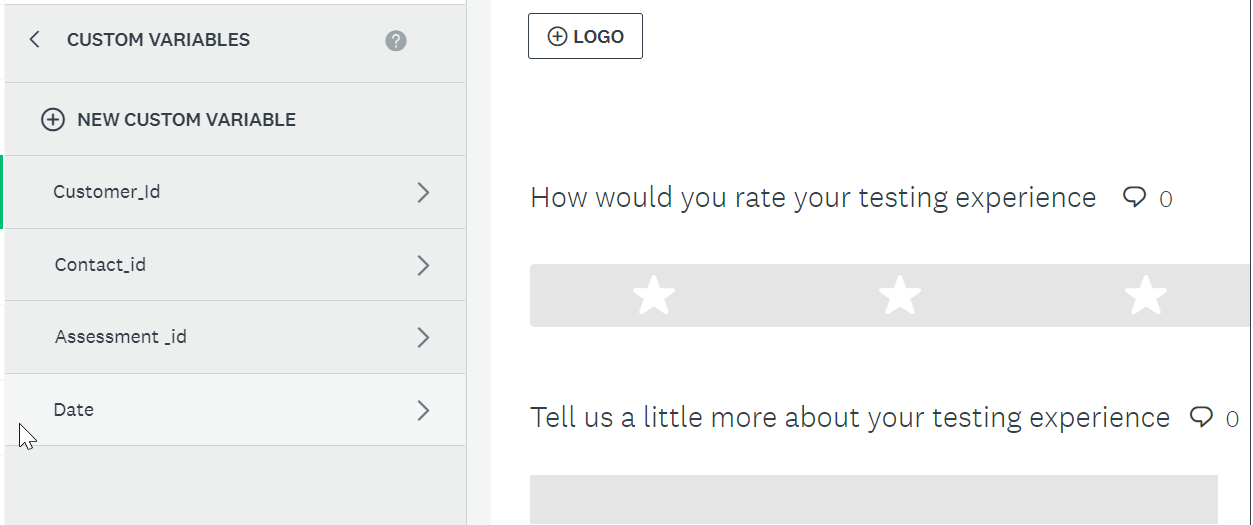 CUSTOM VARIABLES ?
NEW CUSTOM VARIABLE
Customer_Id
Contact_id
Assessment _id
Date
LOGO
How would you rate your testing experience 0
Tell us a little more about your testing experience 0